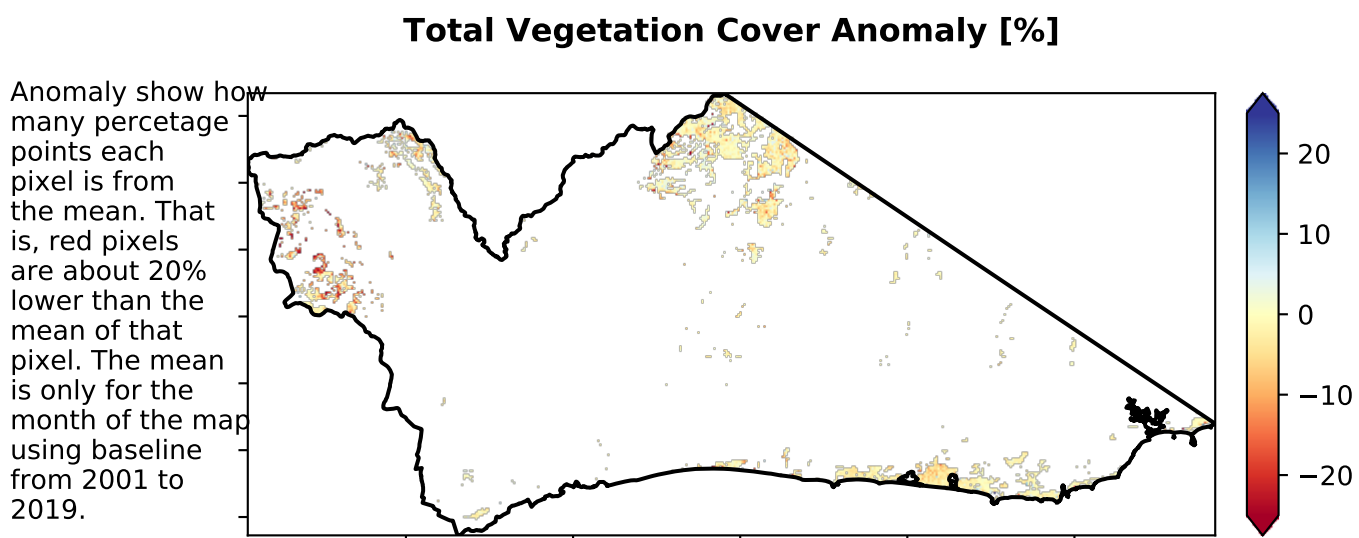 Total Vegetation Cover Anomaly [%]
Anomaly show how
many percetage
points each
pixel is from
the mean. That
is, red pixels
are about 20%
lower than the
mean of that
pixel. The mean
is only for the
month of the map
using baseline
from 2001 to
2019.
20
10
0
−10
−20